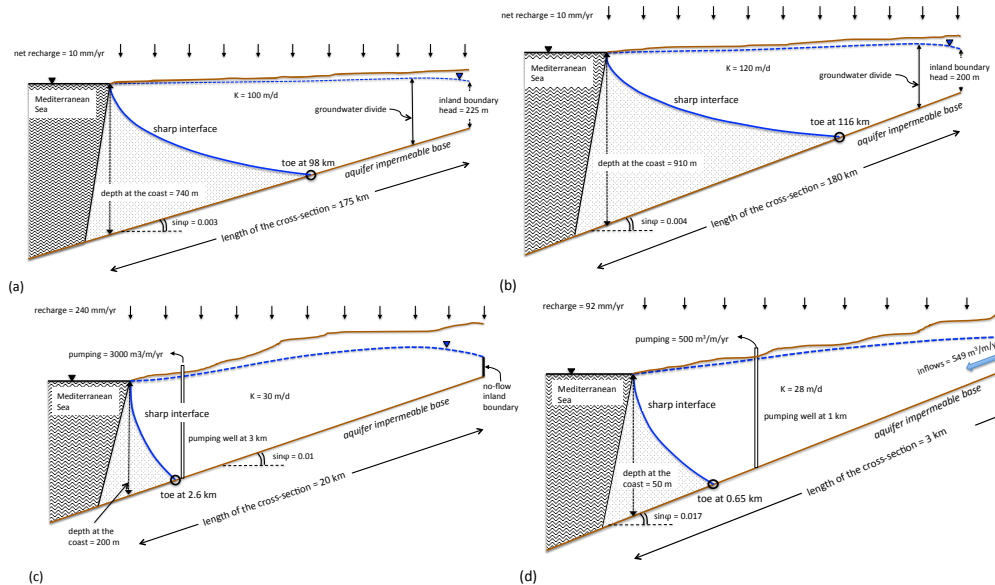 net recharge = 10 mm/yr
Mediterranean
Sea
K = 100 m/d
groundwater divide
inland boundary
head = 225 m
sharp interface
toe at 98 km
aquifer impermeable base
depth at the coast = 740 m
sinφ = 0.003
length of the cross-section = 175 km
(a)
net recharge = 10 mm/yr
Mediterranean
Sea
K = 120 m/d
groundwater divide
inland boundary
head = 200 m
sharp interface
toe at 116 km
aquifer impermeable base
depth at the coast = 910 m
sinφ = 0.004
length of the cross-section = 180 km
(b)
recharge = 240 mm/yr
pumping = 3000 m3/m/yr
Mediterranean
Sea
K = 30 m/d
no-flow
inland
boundary
sharp interface
pumping well at 3 km
aquifer impermeable base
sinφ = 0.01
toe at 2.6 km
length of the cross-section = 20 km
depth at the
coast = 200 m
(c)
recharge = 92 mm/yr
pumping = 500 m³/m/yr
inflows = 549 m³/m/yr
Mediterranean
Sea
K = 28 m/d
sharp interface
pumping well at 1 km
aquifer impermeable base
depth at the
coast = 50 m
toe at 0.65 km
length of the cross-section = 3 km
sinφ = 0.017
(d)